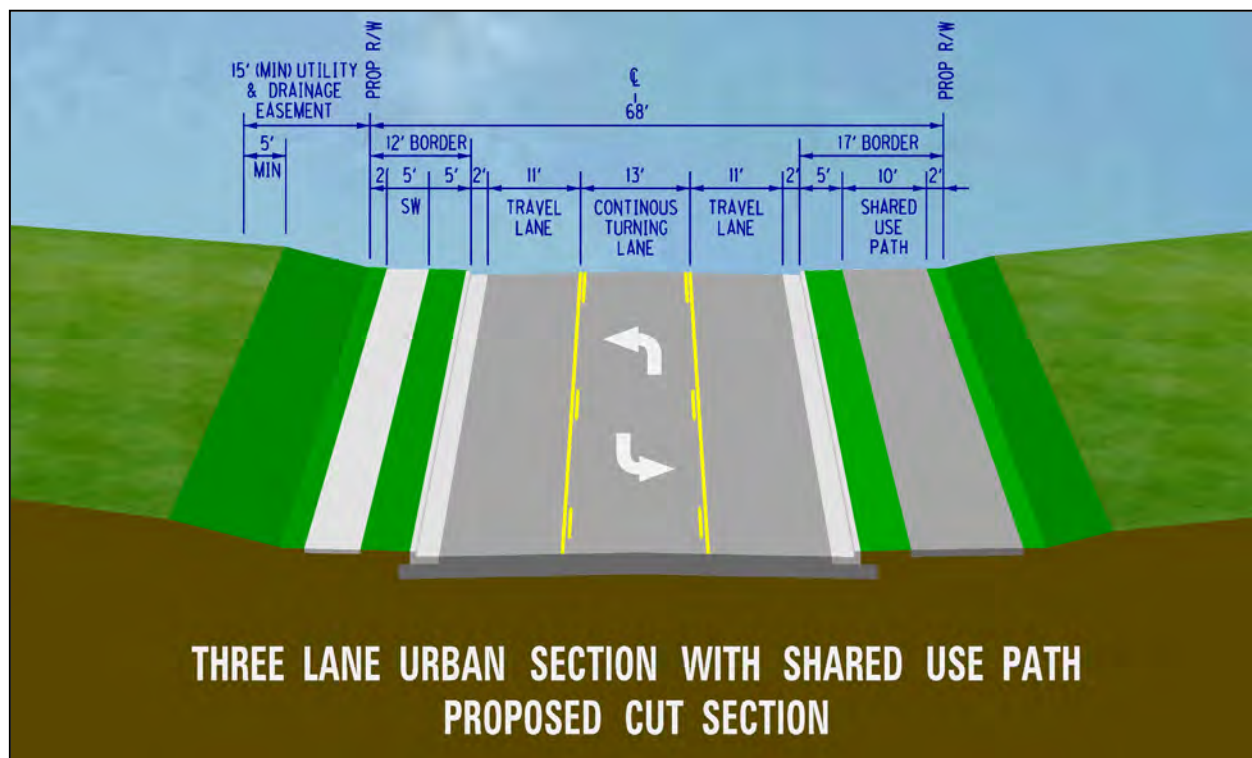 PROP R/W
PROP R/W
15' (MIN) UTILITY
& DRAINAGE
EASEMENT
℄
68'
5'
MIN
12' BORDER
17' BORDER
2' 5' 5' 2' 11' 13' 11' 2' 5' 10' 2'
SW
TRAVEL
LANE
CONTINOUS
TURNING
LANE
TRAVEL
LANE
SHARED
USE
PATH
THREE LANE URBAN SECTION WITH SHARED USE PATH
PROPOSED CUT SECTION